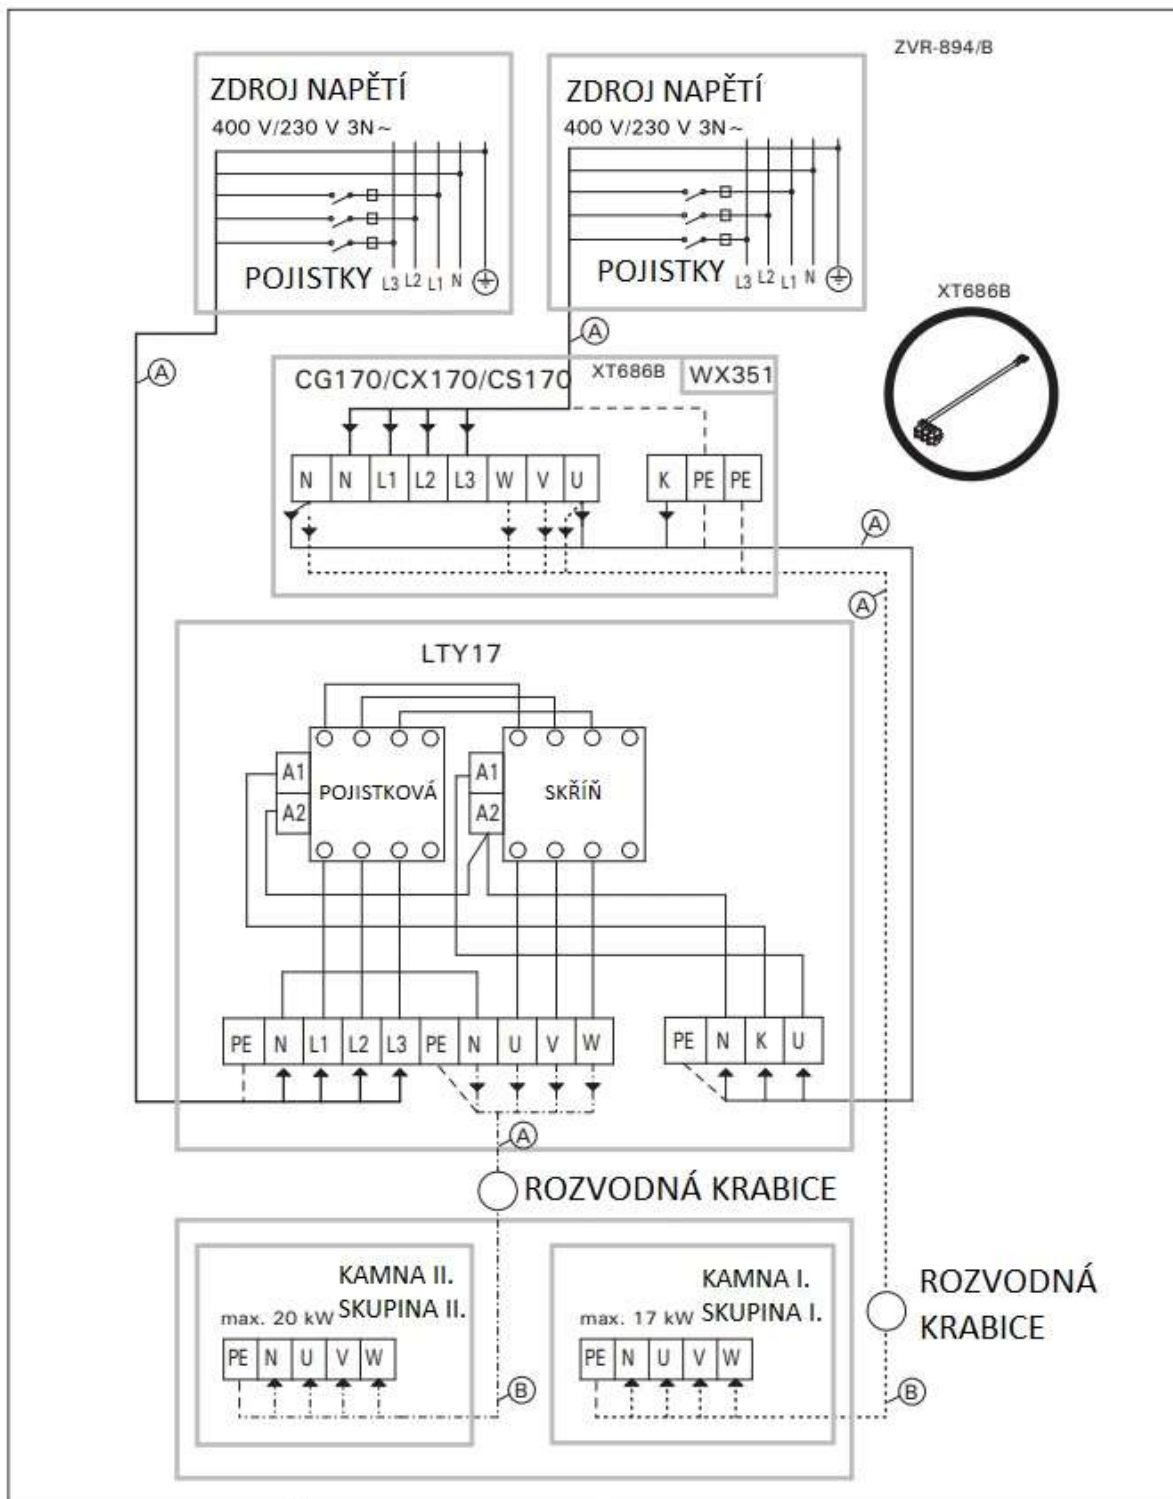 ZVR-894/B
ZDROJ NAPĚTÍ
400 V/230 V 3N~
POJISTKY L3 L2 L1 N
ZDROJ NAPĚTÍ
400 V/230 V 3N~
POJISTKY L3 L2 L1 N
XT686B
A
A
CG170/CX170/CS170 XT686B WX351
N N L1 L2 L3 W V U K PE PE
A
A
LTY17
A1
A2
POJISTKOVÁ
A1
A2
SKŘÍŇ
PE N L1 L2 L3 PE N U V W
PE N K U
A
ROZVODNÁ KRABICE
KAMNA II.
max. 20 kW SKUPINA II.
PE N U V W
B
KAMNA I.
max. 17 kW SKUPINA I.
PE N U V W
B
ROZVODNÁ
KRABICE